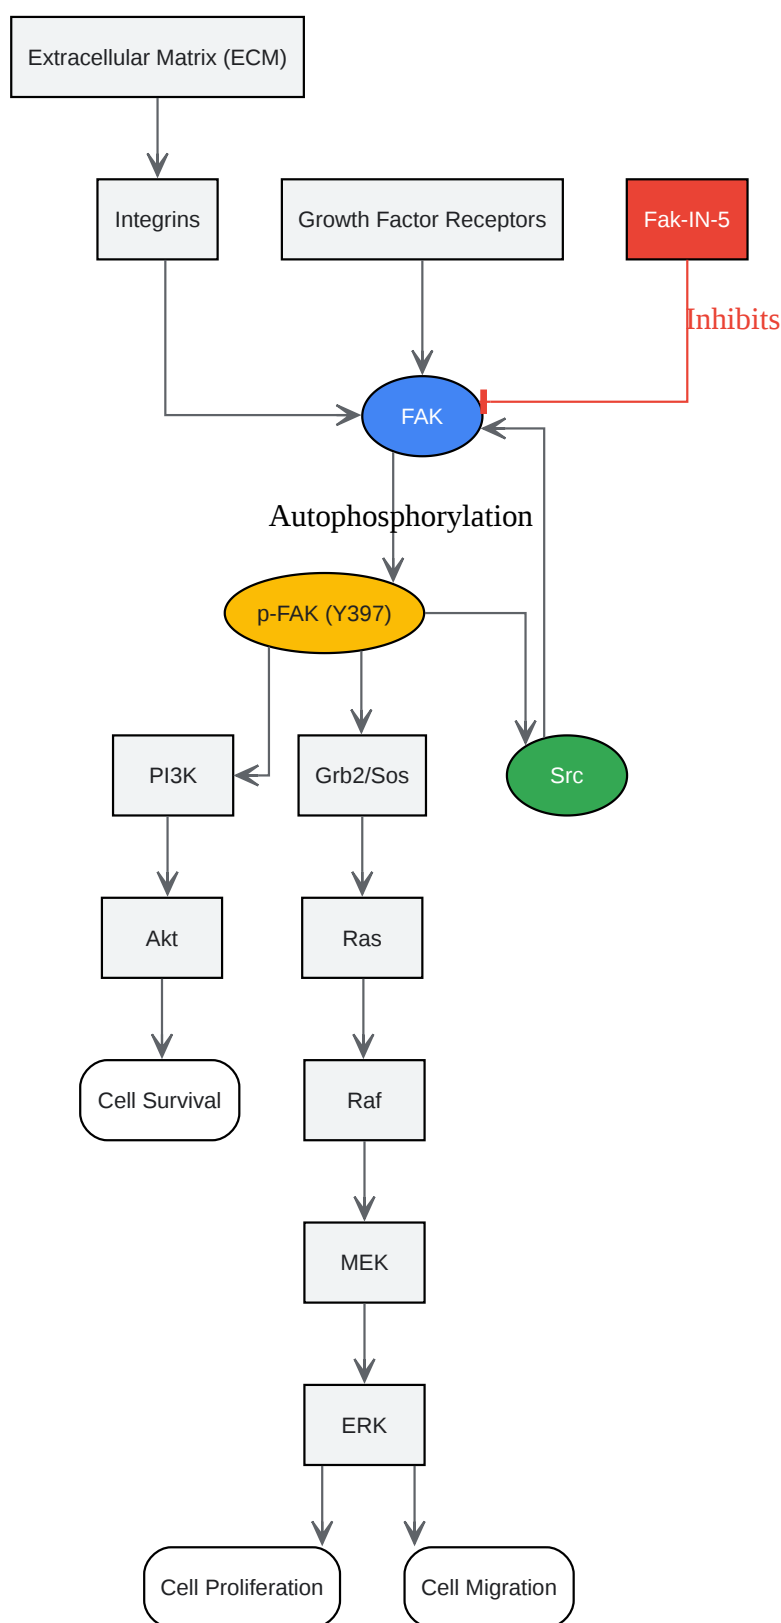 Extracellular Matrix (ECM)
Integrins
Growth Factor Receptors
Fak-IN-5
Inhibits
FAK
Autophosphorylation
p-FAK (Y397)
PI3K
Grb2/Sos
Src
Akt
Ras
Cell Survival
Raf
MEK
ERK
Cell Proliferation
Cell Migration